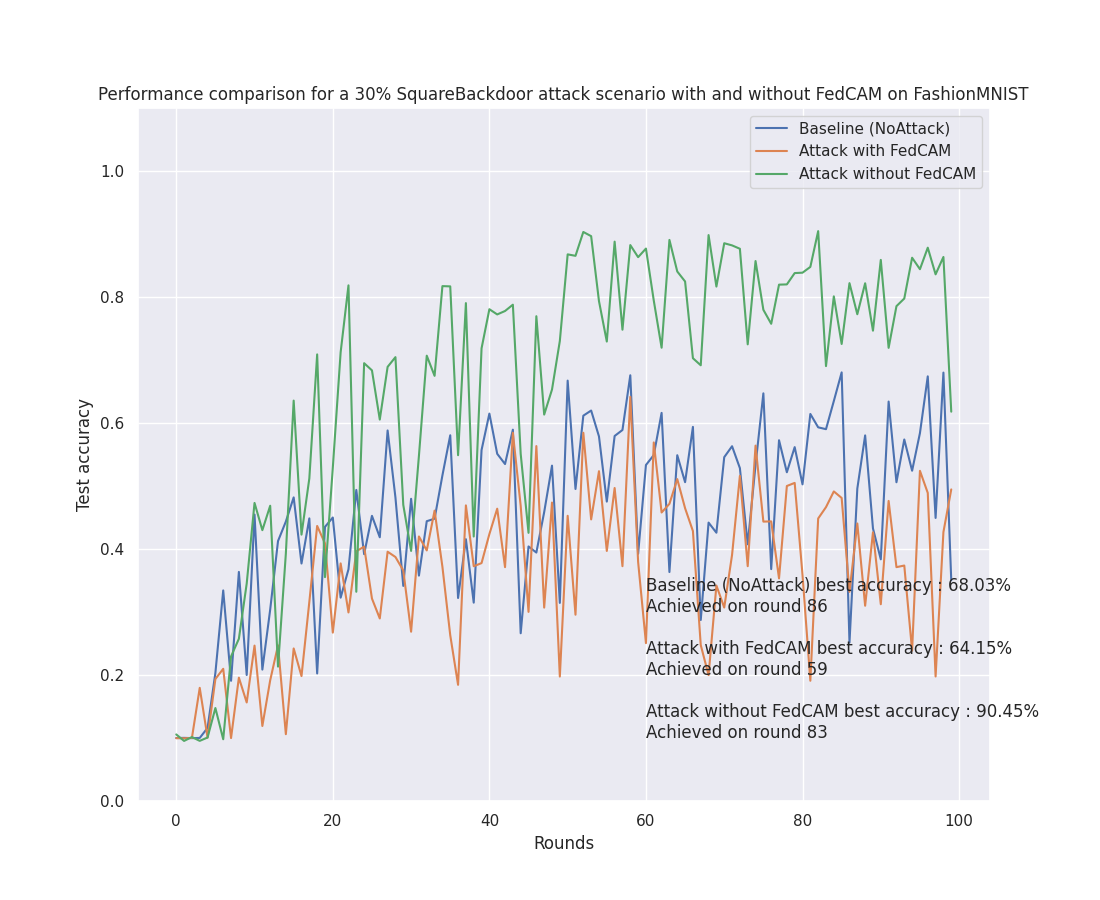 Performance comparison for a 30% SquareBackdoor attack scenario with and without FedCAM on FashionMNIST
Baseline (NoAttack)
Attack with FedCAM
Attack without FedCAM
1.0
0.8
0.6
0.4
0.2
0.0
Test accuracy
Baseline (NoAttack) best accuracy : 68.03%
Achieved on round 86
Attack with FedCAM best accuracy : 64.15%
Achieved on round 59
Attack without FedCAM best accuracy : 90.45%
Achieved on round 83
0 20 40 60 80 100
Rounds